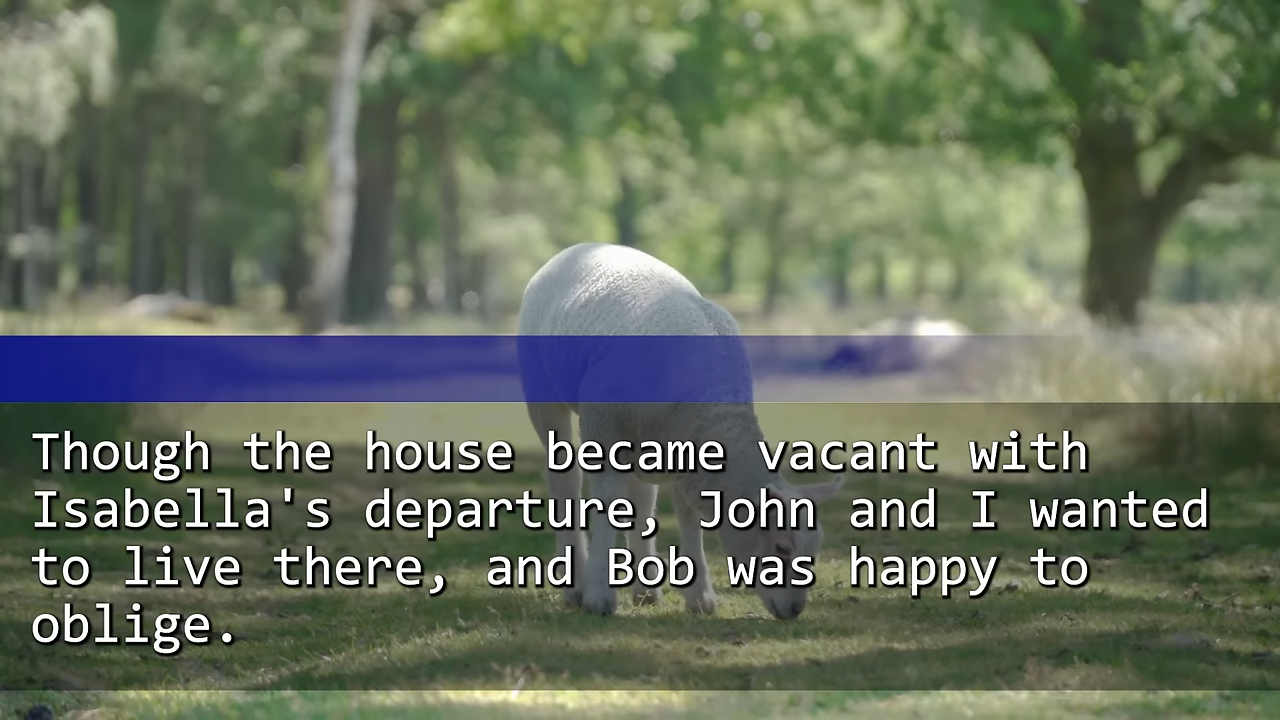 Though the house became vacant with
Isabella's departure, John and I wanted
to live there, and Bob was happy to
oblige.